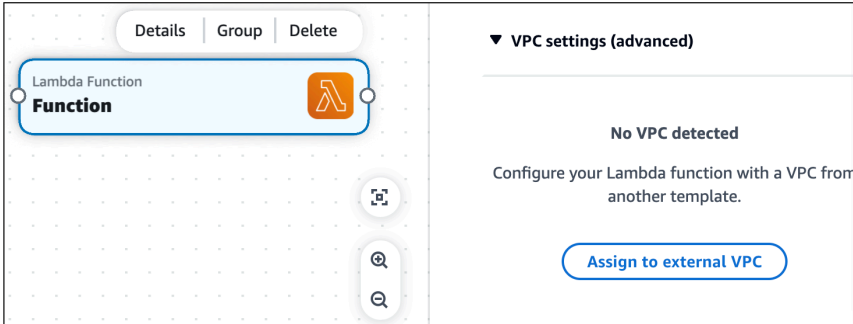 Details Group Delete
Lambda Function
Function
▼ VPC settings (advanced)
No VPC detected
Configure your Lambda function with a VPC from
another template.
Assign to external VPC